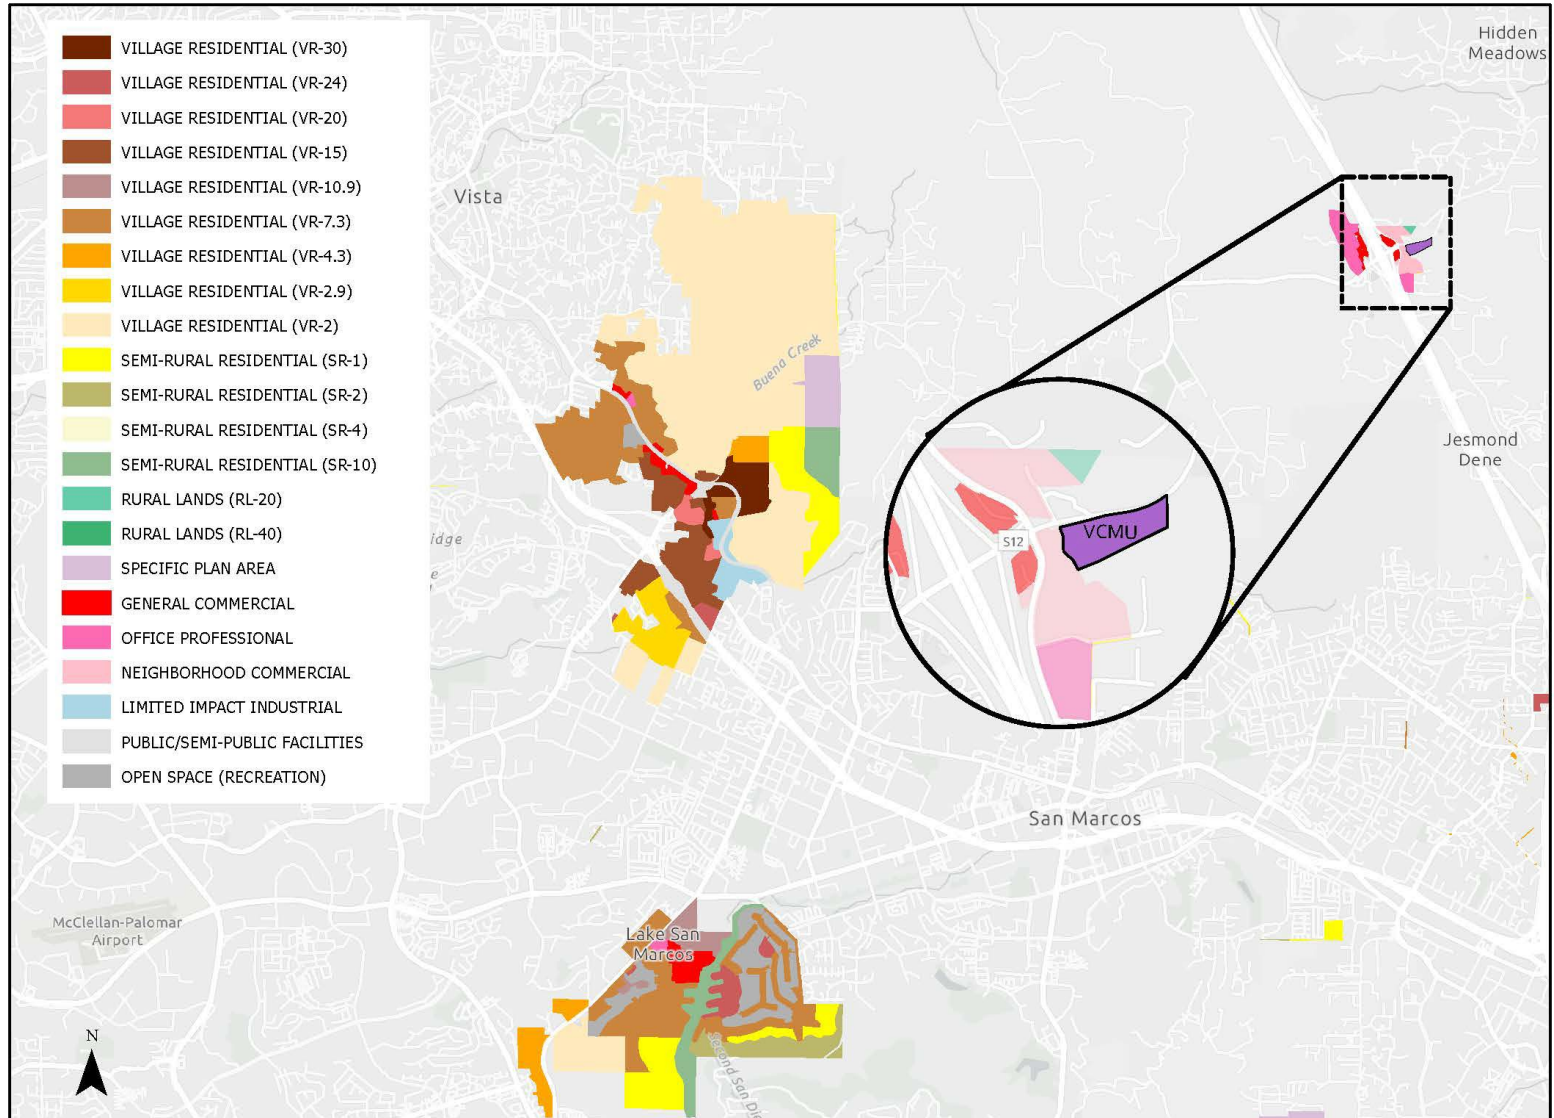 VILLAGE RESIDENTIAL (VR-30)
VILLAGE RESIDENTIAL (VR-24)
VILLAGE RESIDENTIAL (VR-20)
VILLAGE RESIDENTIAL (VR-15)
VILLAGE RESIDENTIAL (VR-10.9)
VILLAGE RESIDENTIAL (VR-7.3)
VILLAGE RESIDENTIAL (VR-4.3)
VILLAGE RESIDENTIAL (VR-2.9)
VILLAGE RESIDENTIAL (VR-2)
SEMI-RURAL RESIDENTIAL (SR-1)
SEMI-RURAL RESIDENTIAL (SR-2)
SEMI-RURAL RESIDENTIAL (SR-4)
SEMI-RURAL RESIDENTIAL (SR-10)
RURAL LANDS (RL-20)
RURAL LANDS (RL-40)
SPECIFIC PLAN AREA
GENERAL COMMERCIAL
OFFICE PROFESSIONAL
NEIGHBORHOOD COMMERCIAL
LIMITED IMPACT INDUSTRIAL
PUBLIC/SEMI-PUBLIC FACILITIES
OPEN SPACE (RECREATION)
Hidden
Meadows
Vista
Buena Creek
Jesmond
Dene
VCMU
S12
San Marcos
McClellan-Palomar
Airport
Lake San
Marcos
Second San Di
N